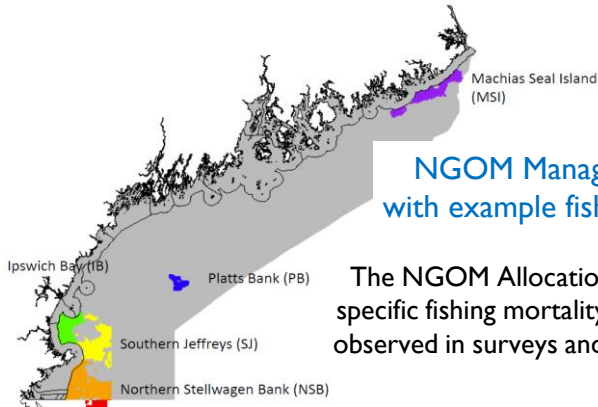 Machias Seal Island
(MSI)
NGOM Manag
with example fish
Ipswich Bay (IB)
Platts Bank (PB)
The NGOM Allocatio
specific fishing mortality
observed in surveys and
Southern Jeffreys (SJ)
Northern Stellwagen Bank (NSB)